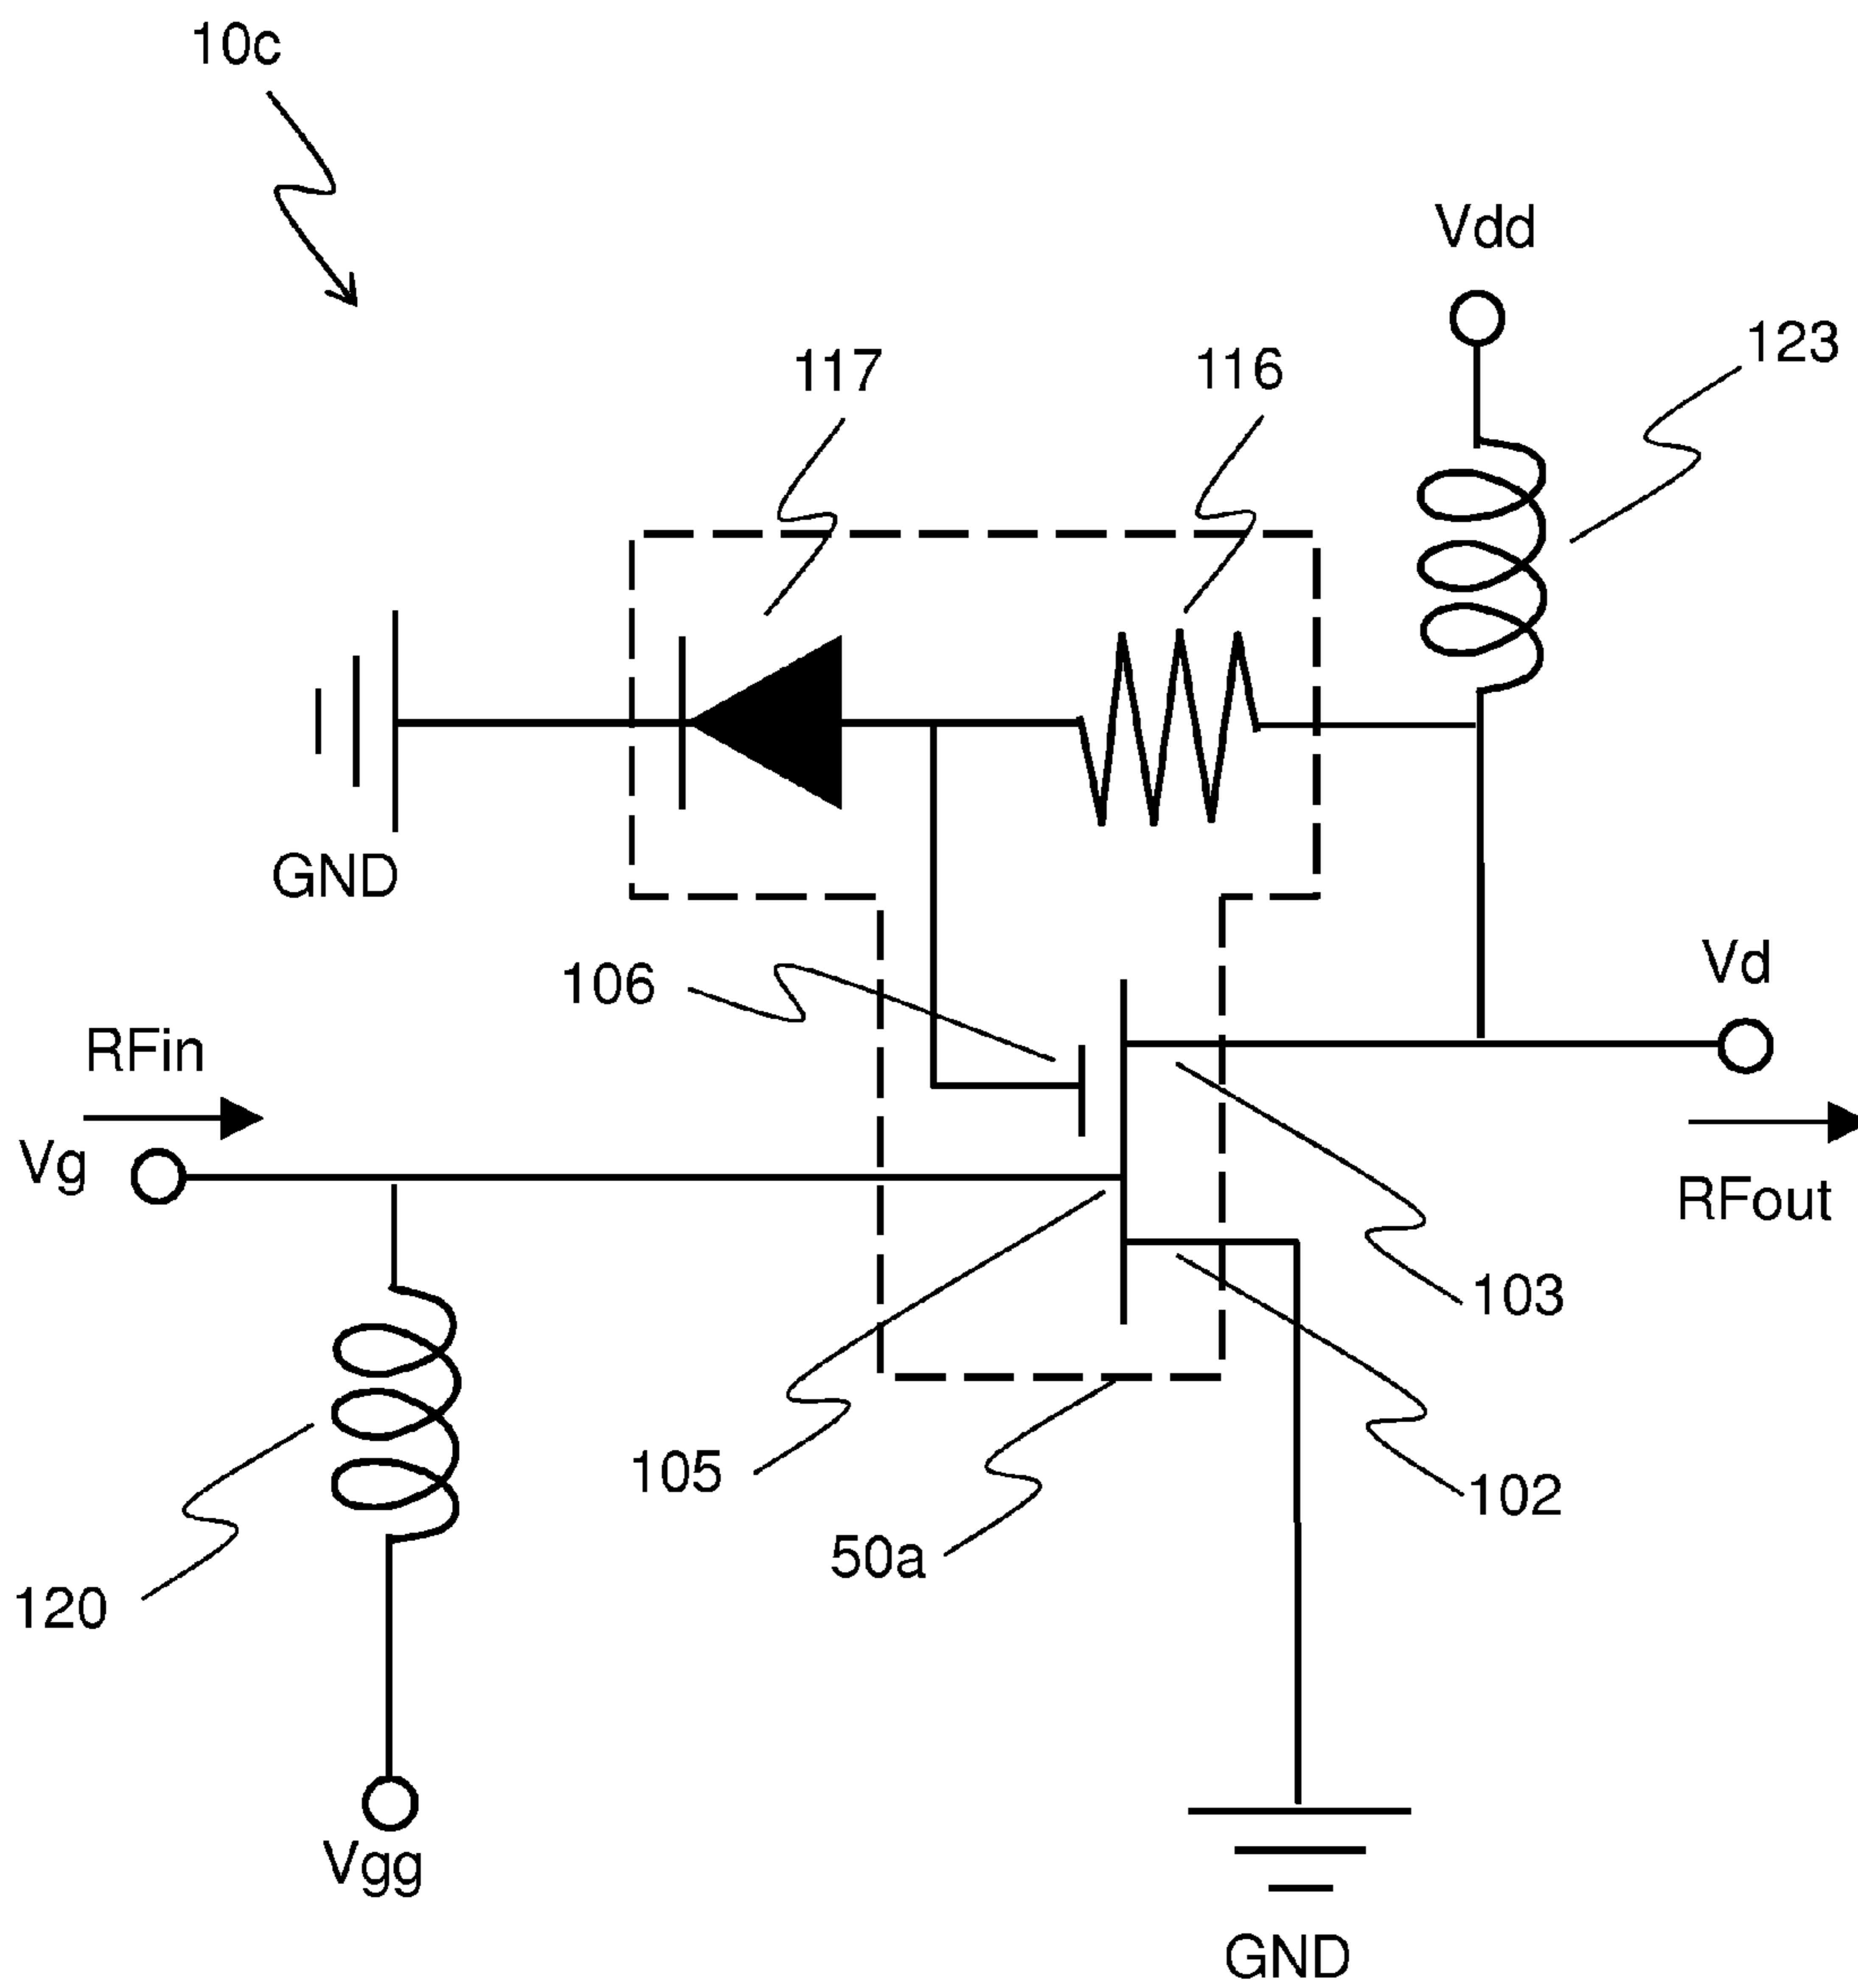 10c
Vdd
123
117
116
GND
106
Vd
RFin
Vg
RFout
103
105
102
50a
120
Vgg
GND